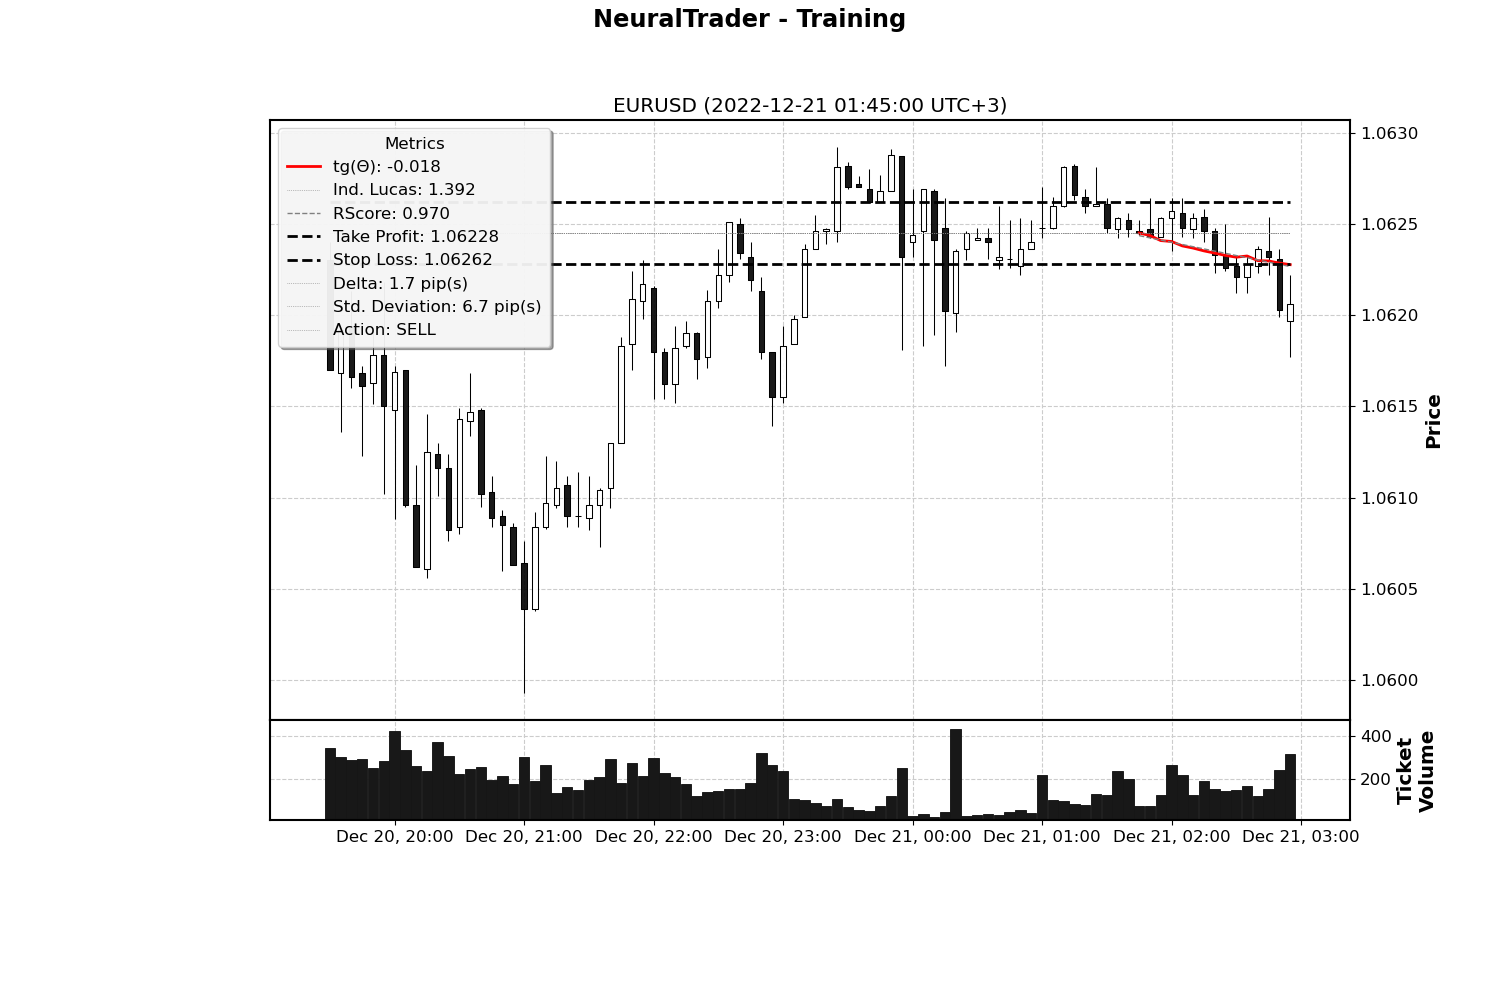 NeuralTrader - Training
EURUSD (2022-12-21 01:45:00 UTC+3)
Metrics
tg(Θ): -0.018
Ind. Lucas: 1.392
RScore: 0.970
Take Profit: 1.06228
Stop Loss: 1.06262
Delta: 1.7 pip(s)
Std. Deviation: 6.7 pip(s)
Action: SELL
1.0630
1.0625
1.0620
1.0615
1.0610
1.0605
1.0600
Price
400
200
Ticket
Volume
Dec 20, 20:00 Dec 20, 21:00 Dec 20, 22:00 Dec 20, 23:00 Dec 21, 00:00 Dec 21, 01:00 Dec 21, 02:00 Dec 21, 03:00